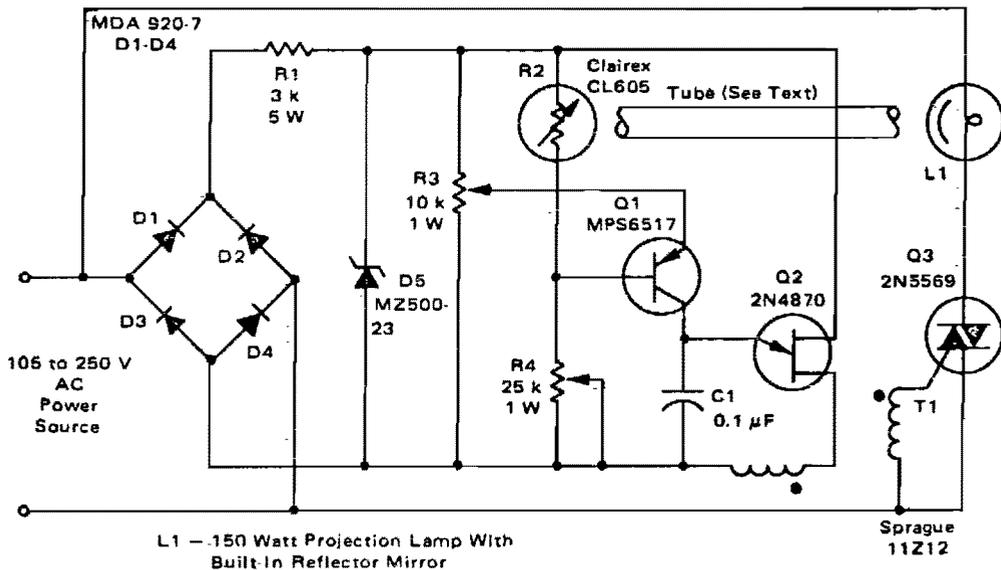 MDA 920-7
D1-D4
R1
3 k
5 W
R2
Clairex
CL605
Tube (See Text)
L1
R3
10 k
1 W
Q1
MPS6517
D1
D2
D3
D4
D5
MZ500-
23
Q2
2N4870
Q3
2N5569
105 to 250 V
AC
Power
Source
R4
25 k
1 W
C1
0.1 µF
T1
Sprague
11Z12
L1 – 150 Watt Projection Lamp With
Built-In Reflector Mirror